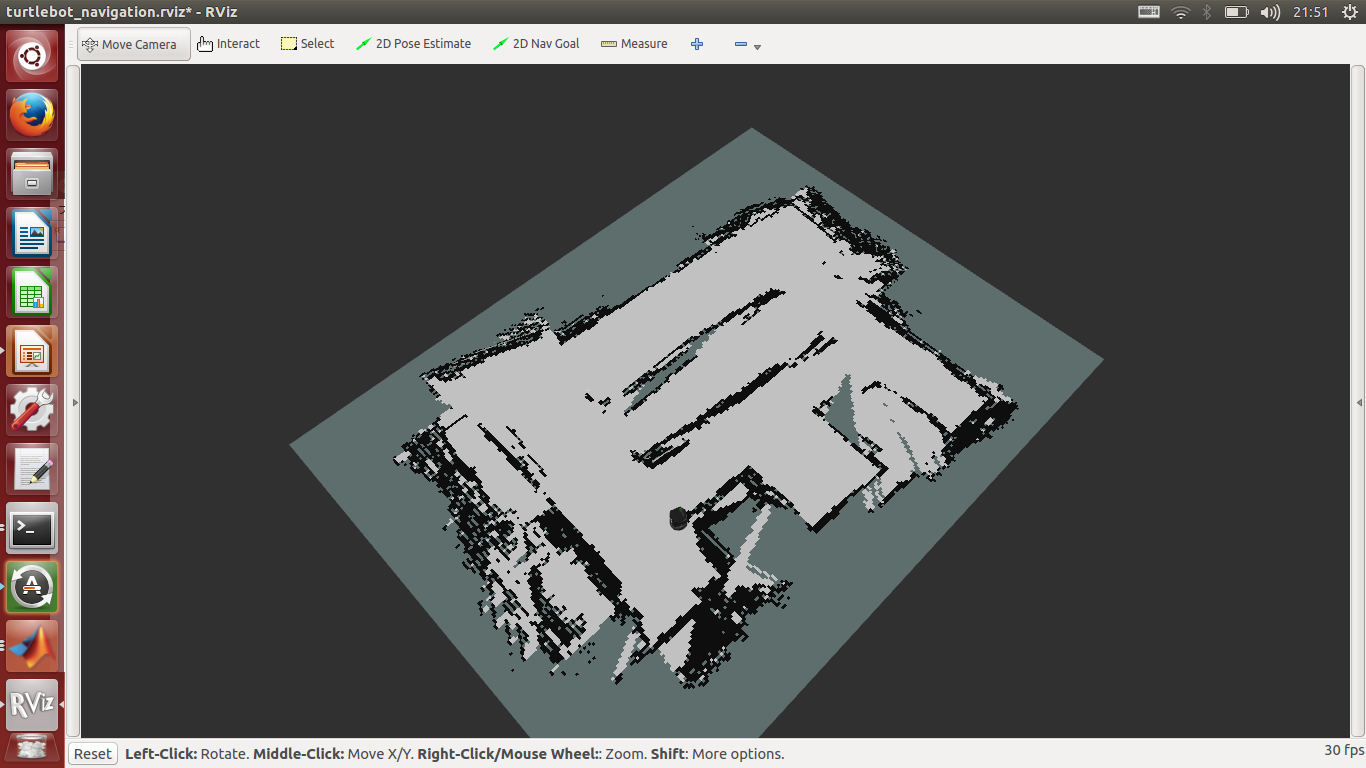 turtlebot_navigation.rviz* - RViz
21:51
Move Camera Interact Select 2D Pose Estimate 2D Nav Goal Measure
RViz
Reset Left-Click: Rotate. Middle-Click: Move X/Y. Right-Click/Mouse Wheel:: Zoom. Shift: More options. 30 fps